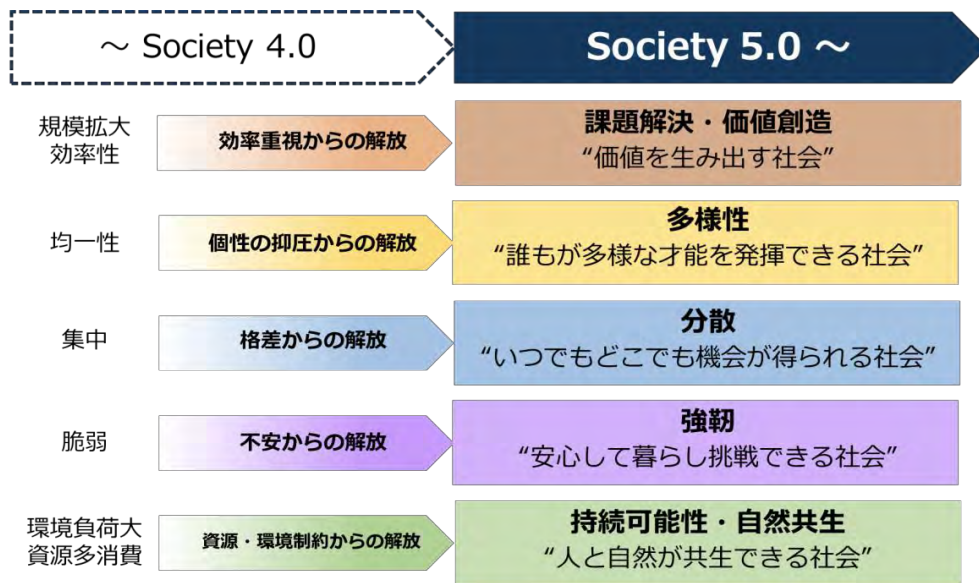 ～ Society 4.0
Society 5.0 ～
規模拡大
効率性
効率重視からの解放
課題解決・価値創造
“価値を生み出す社会”
均一性
個性の抑圧からの解放
多様性
“誰もが多様な才能を発揮できる社会”
集中
格差からの解放
分散
“いつでもどこでも機会が得られる社会”
脆弱
不安からの解放
強靭
“安心して暮らし挑戦できる社会”
環境負荷大
資源多消費
資源・環境制約からの解放
持続可能性・自然共生
“人と自然が共生できる社会”